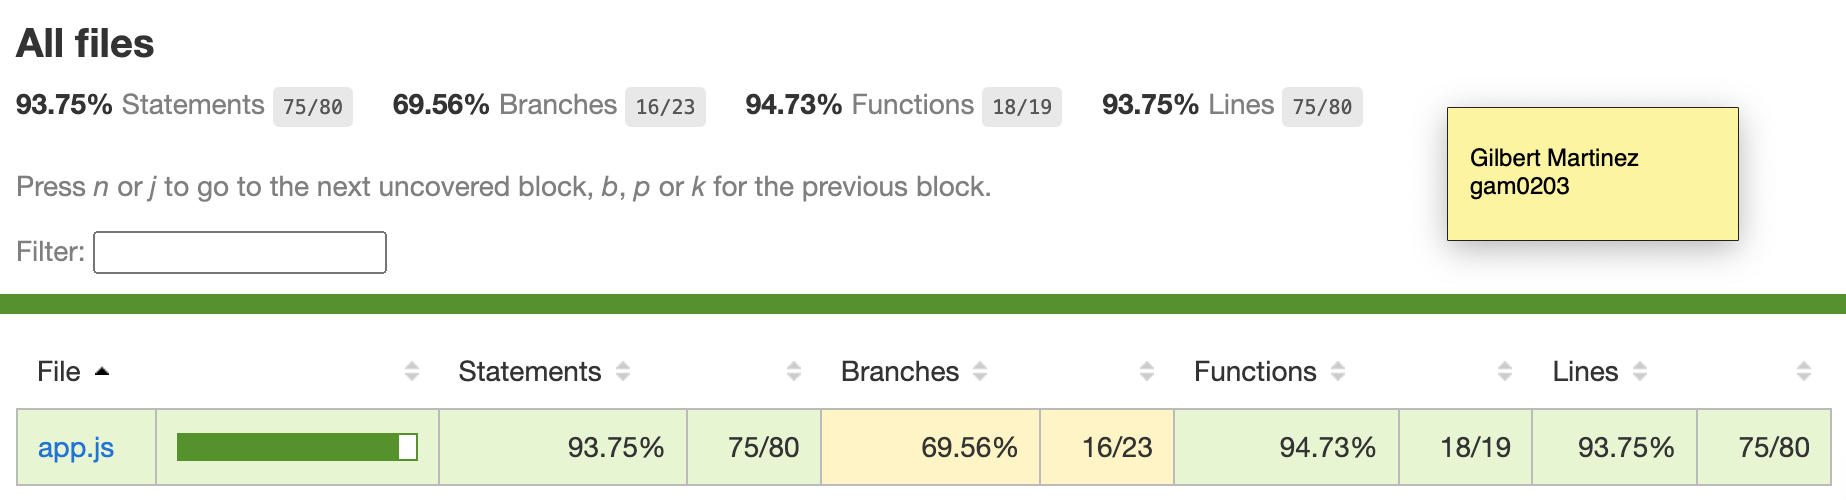 All files
93.75% Statements 75/80 69.56% Branches 16/23 94.73% Functions 18/19 93.75% Lines 75/80
Gilbert Martinez
gam0203
Press n or j to go to the next uncovered block, b, p or k for the previous block.
Filter:
File Statements Branches Functions Lines
app.js 93.75% 75/80 69.56% 16/23 94.73% 18/19 93.75% 75/80